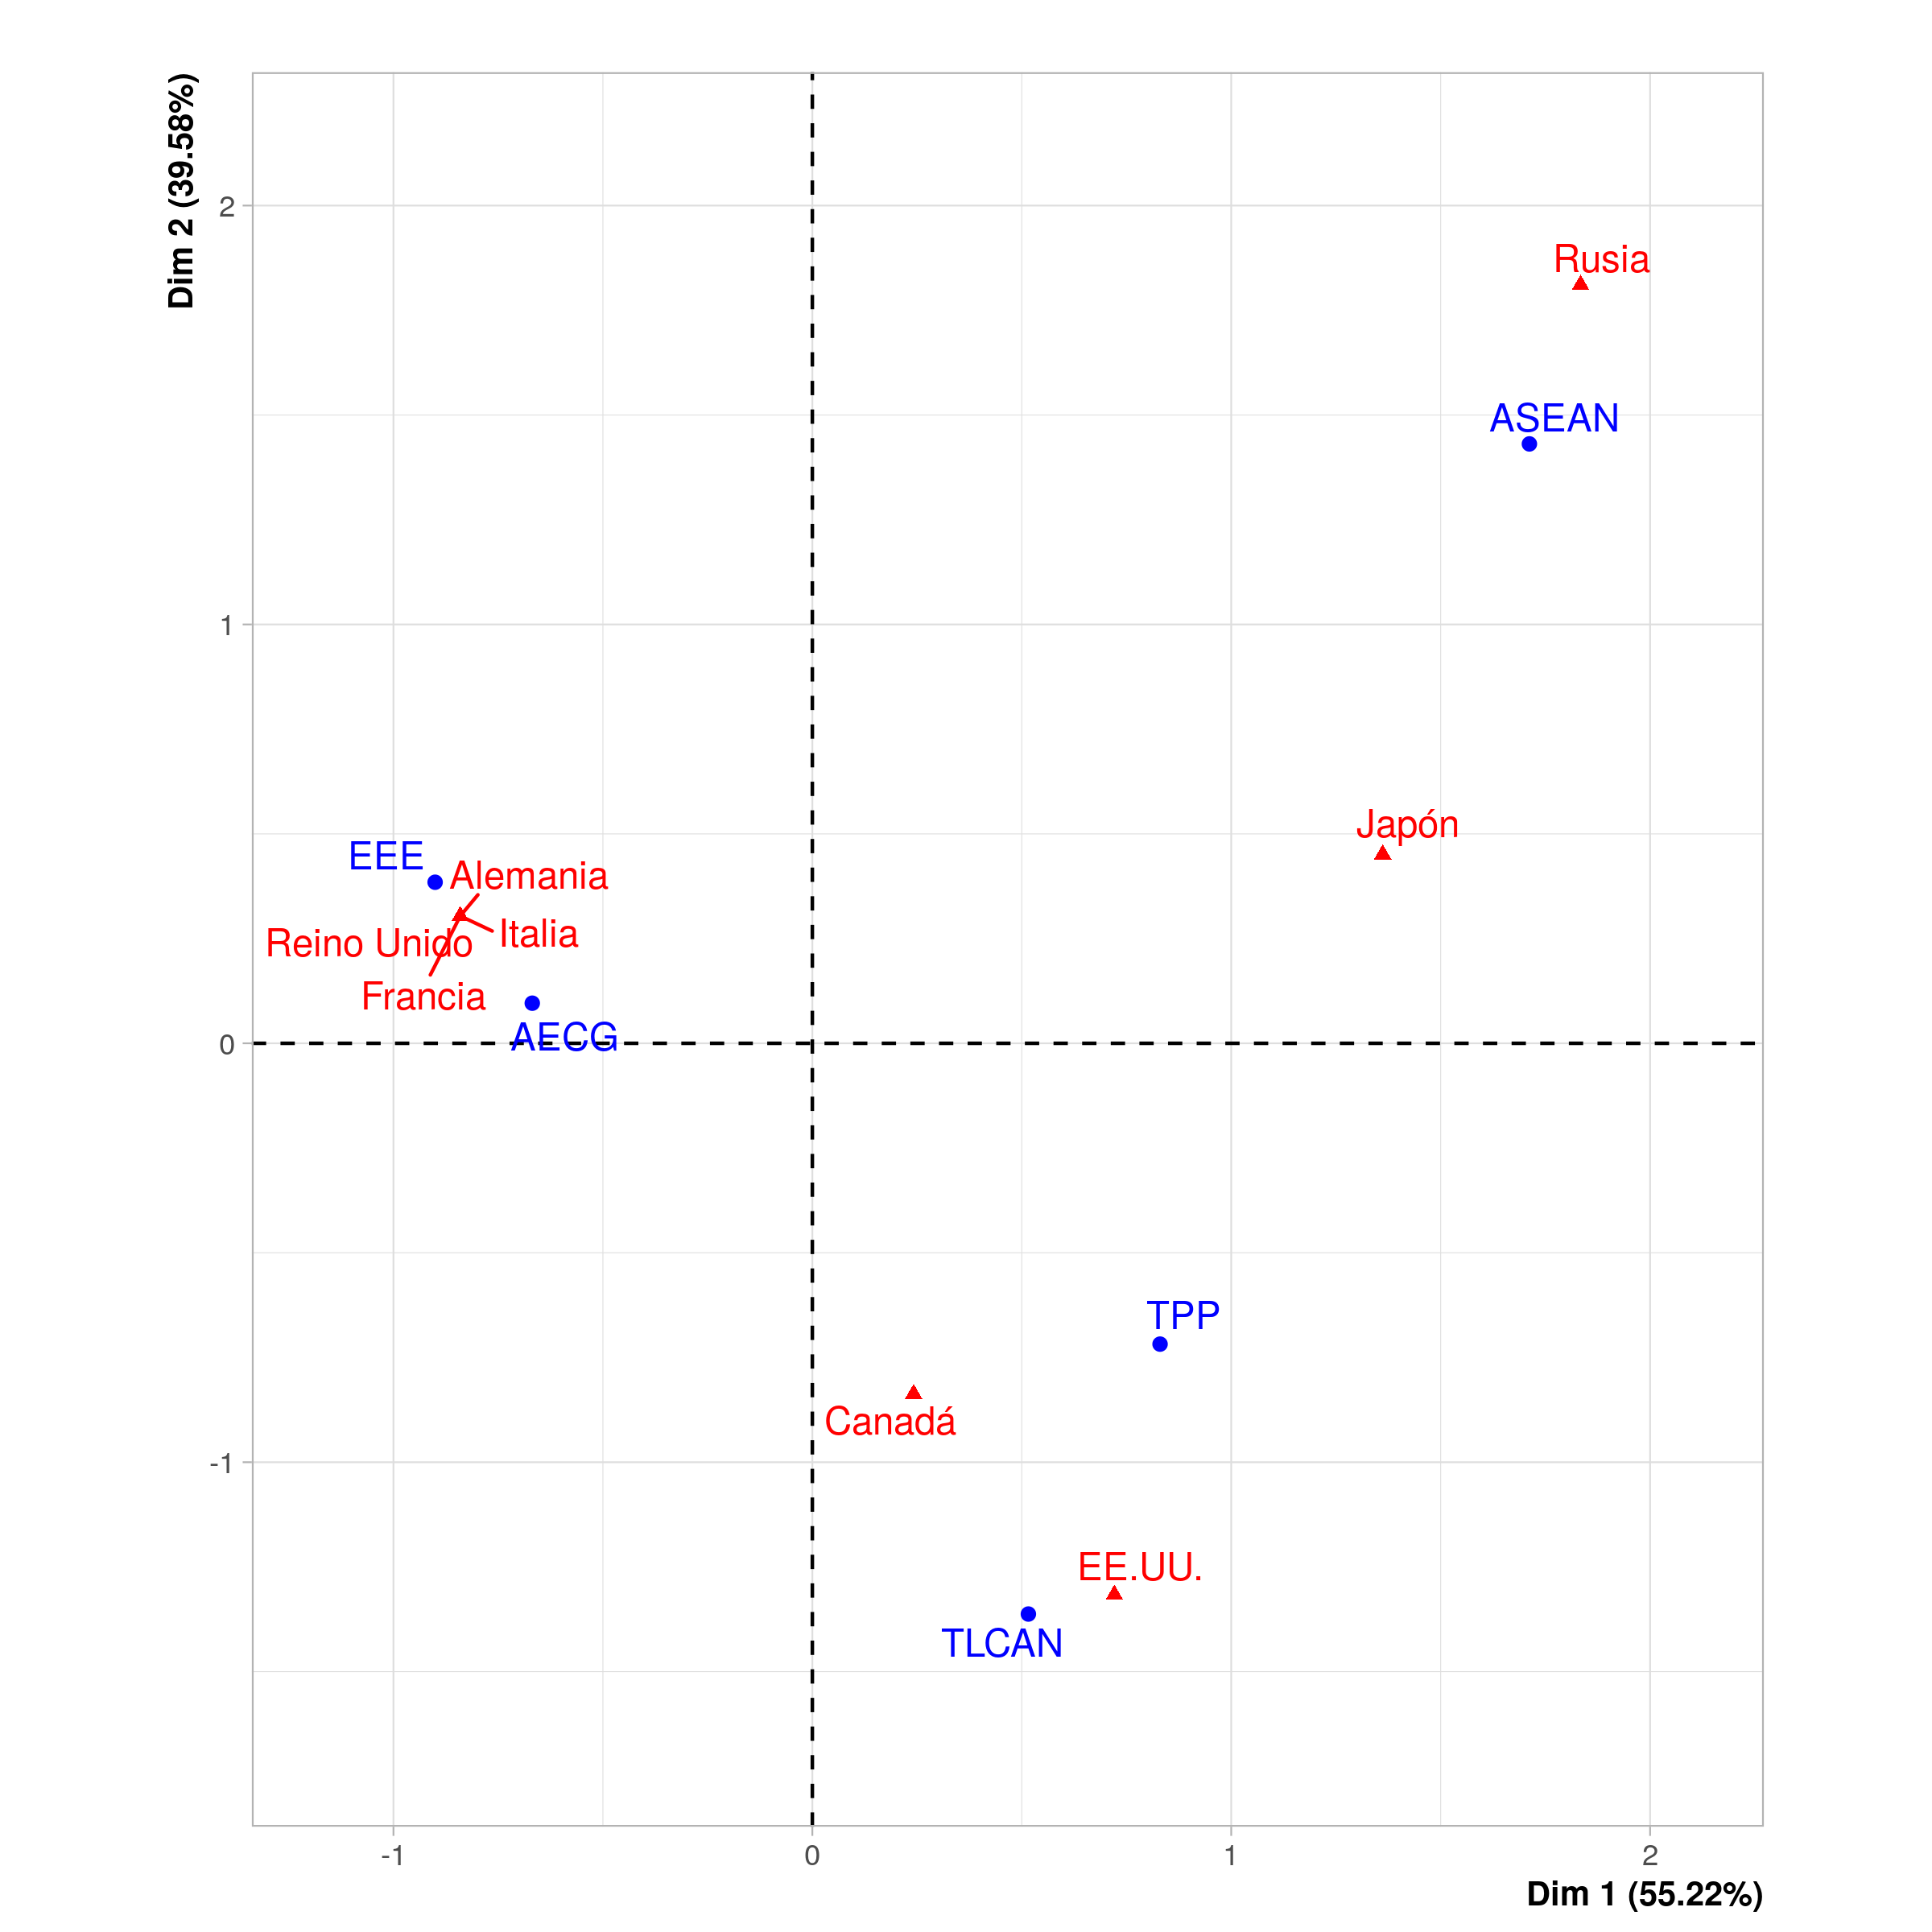 Dim 2 (39.58%)
2
1
0
-1
Rusia
ASEAN
Japón
EEE
Alemania
Italia
Reino Unido
Francia
AECG
TPP
Canadá
EE.UU.
TLCAN
-1
0
1
2
Dim 1 (55.22%)